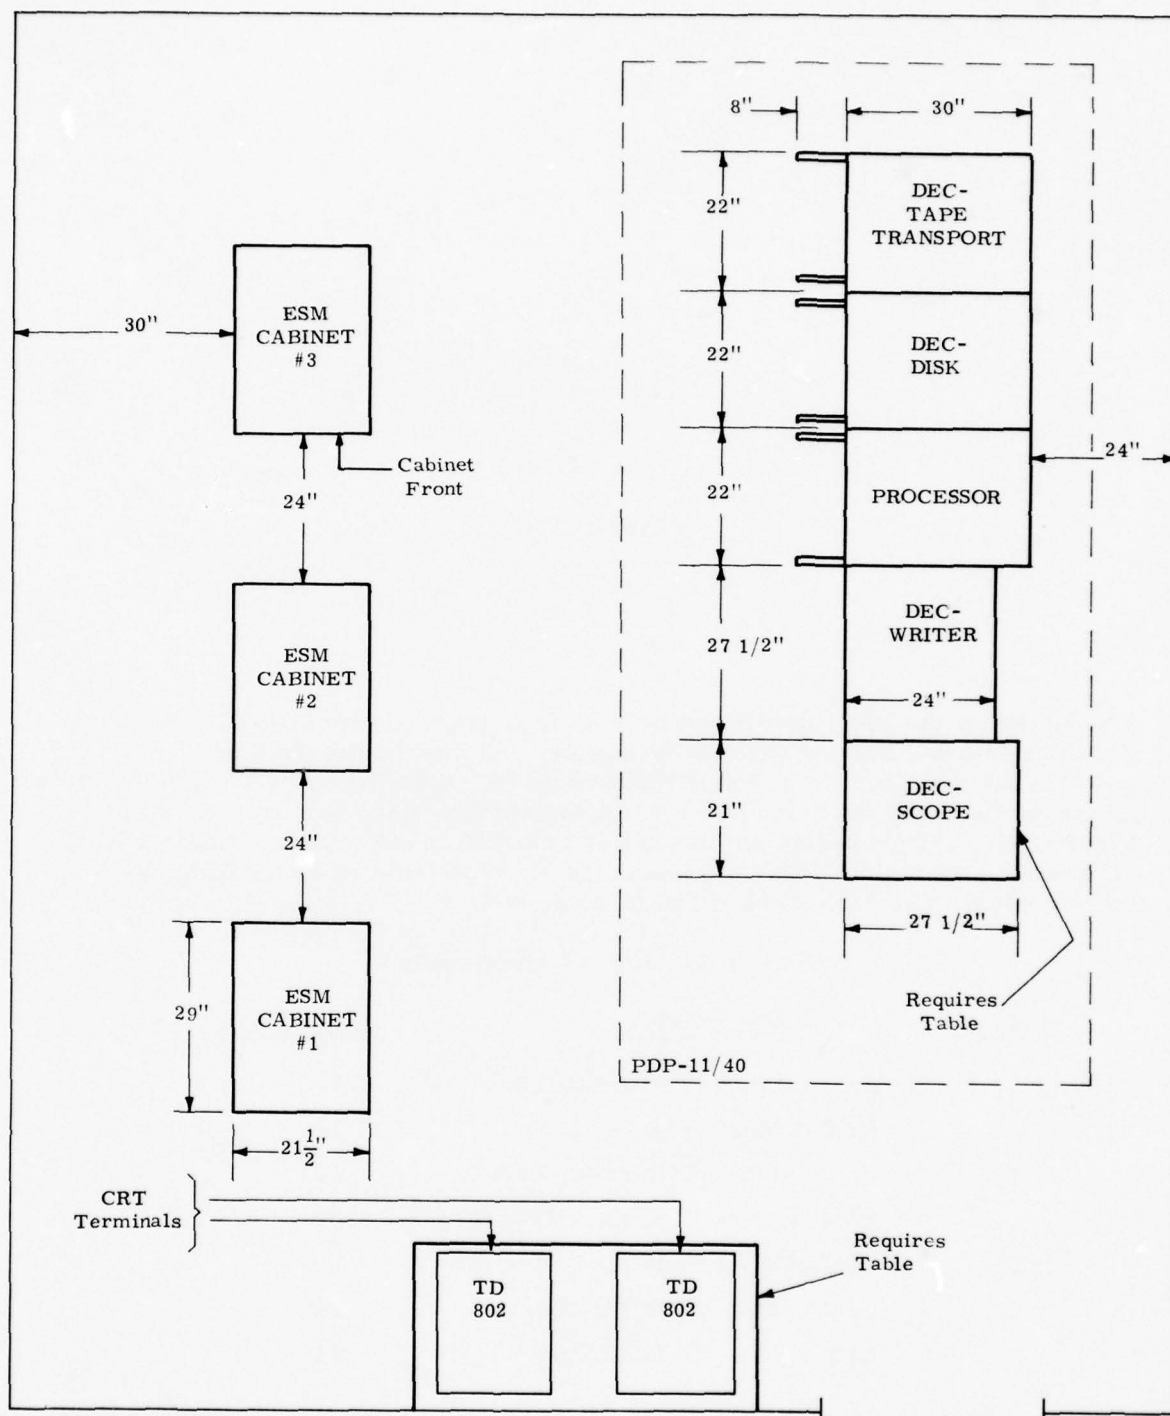 8"
30"
22"
DEC-
TAPE
TRANSPORT
30"
ESM
CABINET
#3
22"
DEC-
DISK
24"
Cabinet
Front
24"
22"
PROCESSOR
ESM
CABINET
#2
27 1/2"
DEC-
WRITER
24"
24"
21"
DEC-
SCOPE
29"
ESM
CABINET
#1
27 1/2"
Requires
Table
PDP-11/40
21 1/2"
CRT
Terminals
TD
802
TD
802
Requires
Table